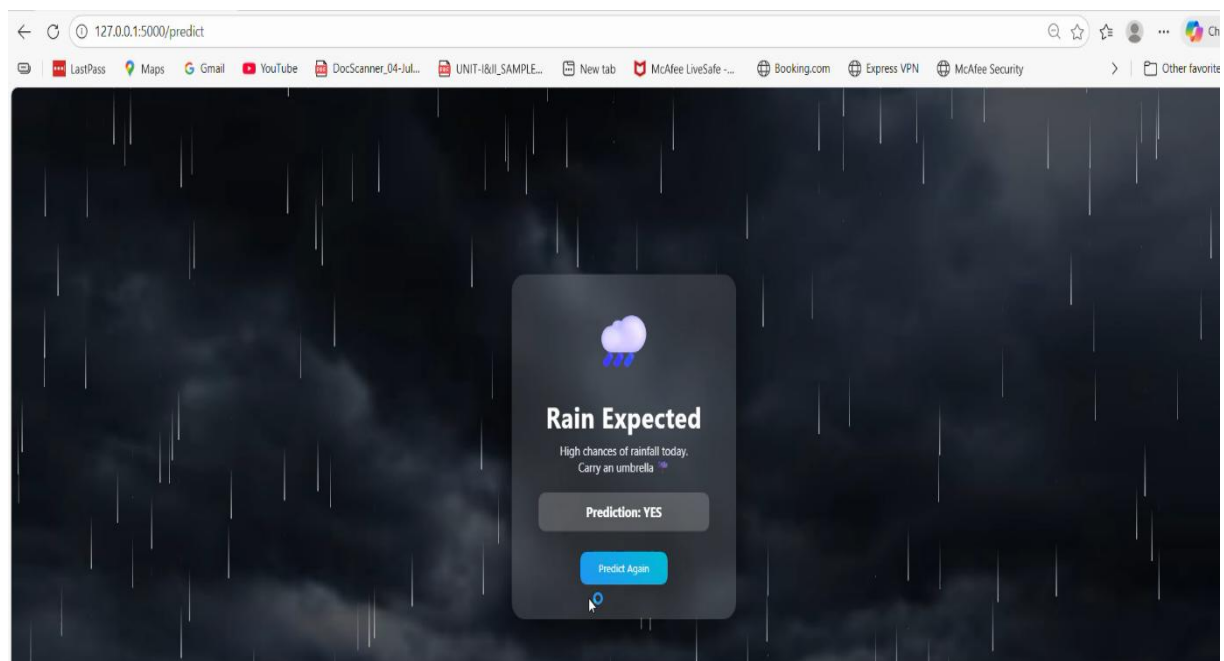 127.0.0.1:5000/predict
Ch
LastPass Maps Gmail YouTube DocScanner_04-Jul... UNIT-I&II_SAMPLE... New tab McAfee LiveSafe -... Booking.com Express VPN McAfee Security Other favorite
Rain Expected
High chances of rainfall today.
Carry an umbrella
Prediction: YES
Predict Again